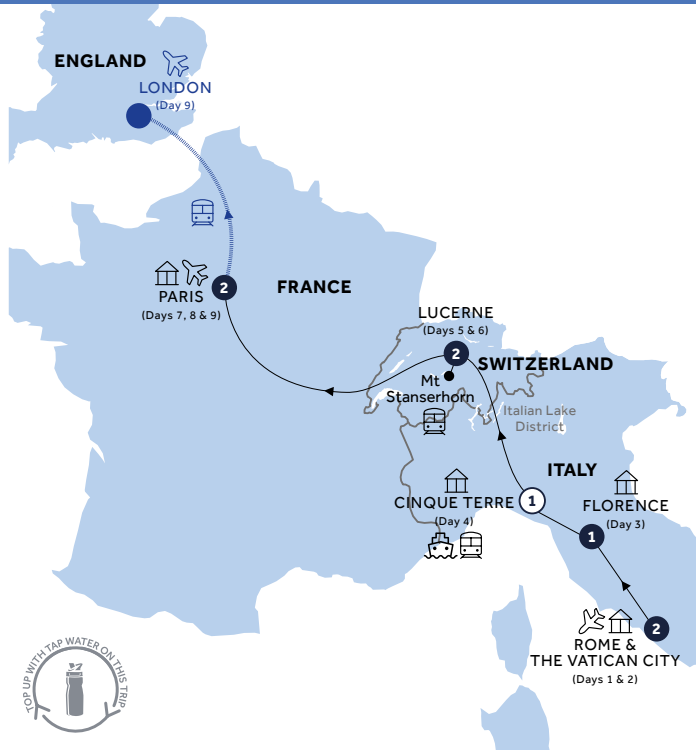 ENGLAND
LONDON
(Day 9)
2
PARIS
(Days 7, 8 & 9)
FRANCE
LUCERNE
(Days 5 & 6)
2
SWITZERLAND
Mt
Stanserhorn
Italian Lake
District
ITALY
CINQUE TERRE
1
(Day 4)
FLORENCE
(Day 3)
1
2
ROME &
THE VATICAN CITY
(Days 1 & 2)
TOP UP WITH TAP WATER ON THIS TRIP